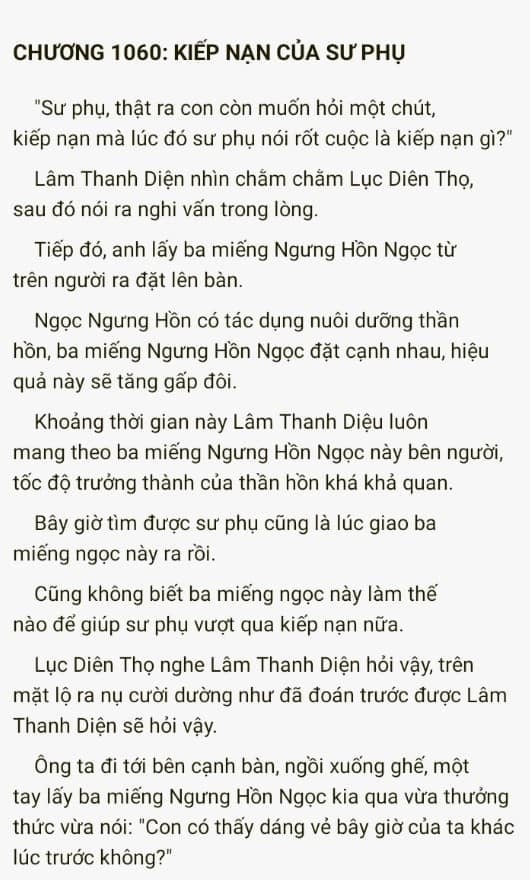 CHƯƠNG 1060: KIẾP NẠN CỦA SƯ PHỤ
"Sư phụ, thật ra con còn muốn hỏi một chút,
kiếp nạn mà lúc đó sư phụ nói rốt cuộc là kiếp nạn gì?"
Lâm Thanh Diện nhìn chằm chằm Lục Diên Thọ,
sau đó nói ra nghi vấn trong lòng.
Tiếp đó, anh lấy ba miếng Ngưng Hồn Ngọc từ
trên người ra đặt lên bàn.
Ngọc Ngưng Hồn có tác dụng nuôi dưỡng thần
hồn, ba miếng Ngưng Hồn Ngọc đặt cạnh nhau, hiệu
quả này sẽ tăng gấp đôi.
Khoảng thời gian này Lâm Thanh Diệu luôn
mang theo ba miếng Ngưng Hồn Ngọc này bên người,
tốc độ trưởng thành của thần hồn khá khả quan.
Bây giờ tìm được sư phụ cũng là lúc giao ba
miếng ngọc này ra rồi.
Cũng không biết ba miếng ngọc này làm thế
nào để giúp sư phụ vượt qua kiếp nạn nữa.
Lục Diên Thọ nghe Lâm Thanh Diện hỏi vậy, trên
mặt lộ ra nụ cười dường như đã đoán trước được Lâm
Thanh Diện sẽ hỏi vậy.
Ông ta đi tới bên cạnh bàn, ngồi xuống ghế, một
tay lấy ba miếng Ngưng Hồn Ngọc kia qua vừa thưởng
thức vừa nói: "Con có thấy dáng vẻ bây giờ của ta khác
lúc trước không?"